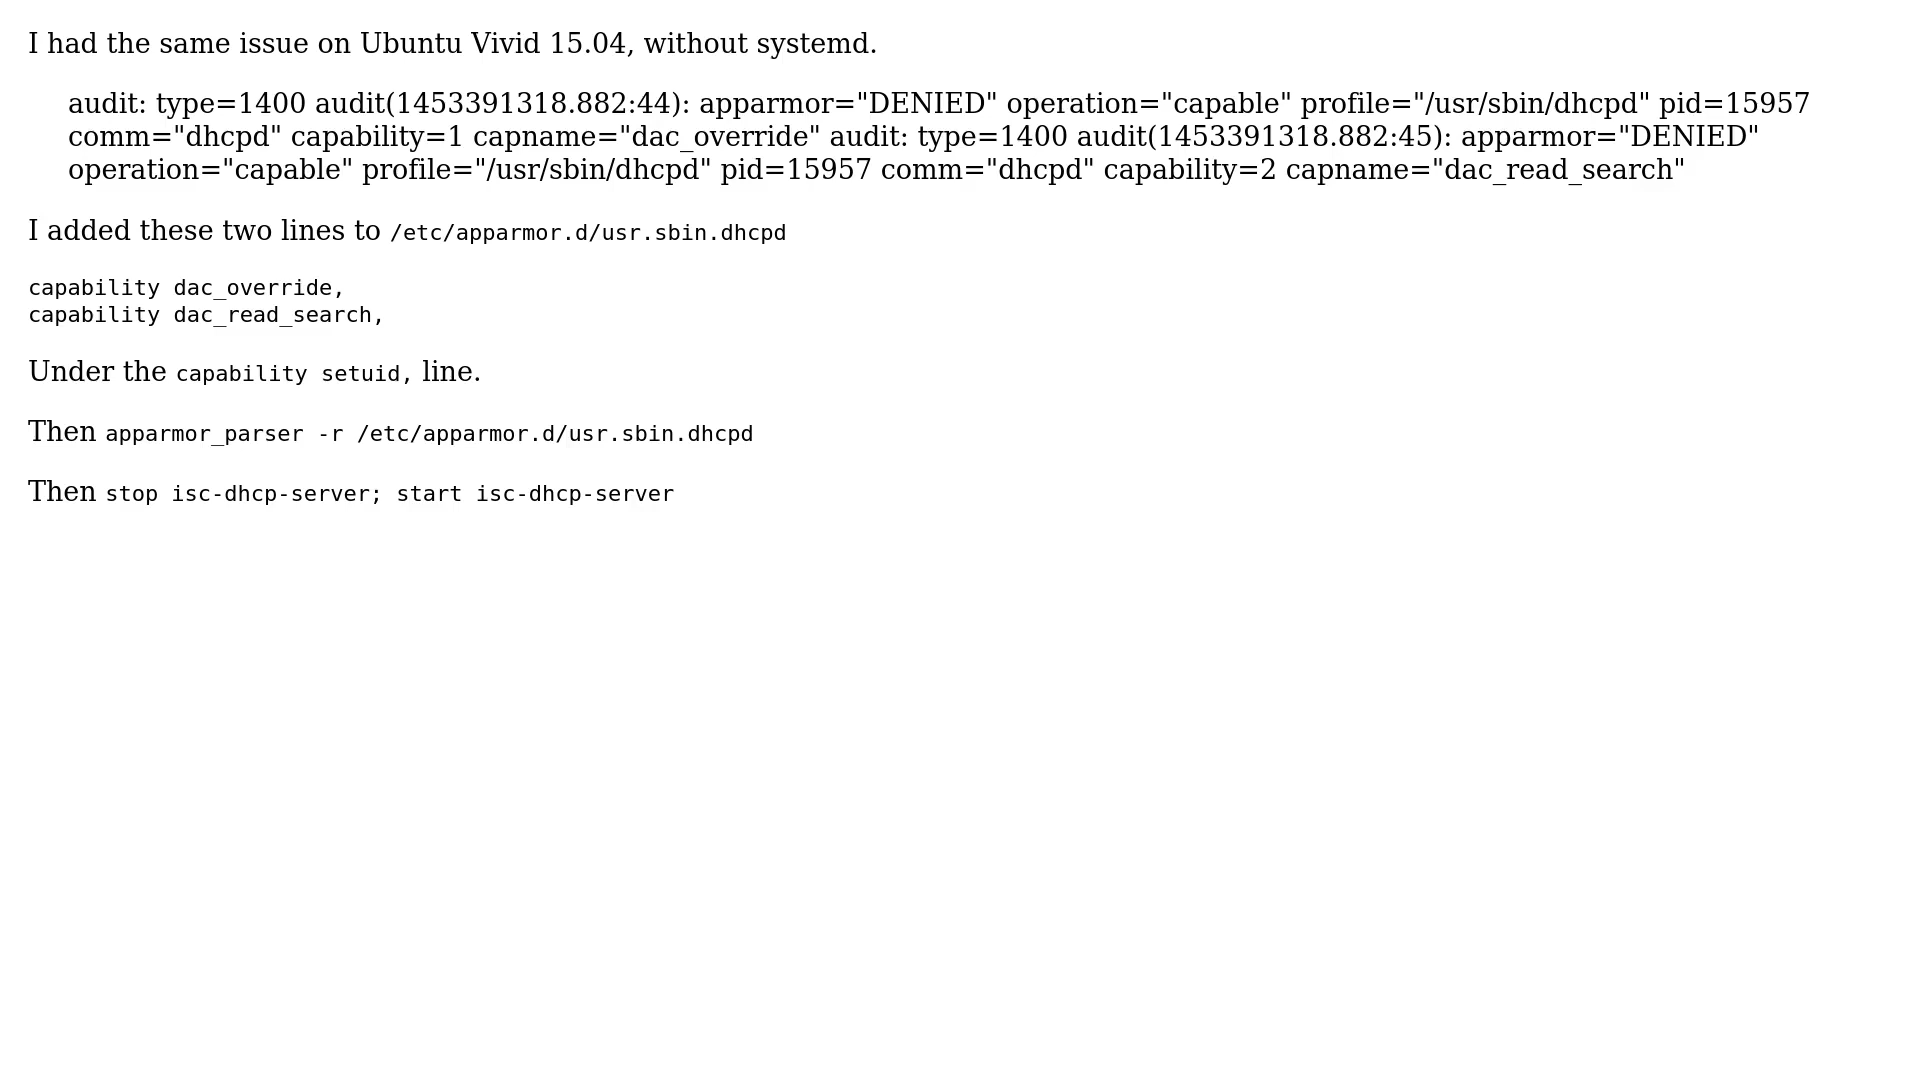 I had the same issue on Ubuntu Vivid 15.04, without systemd.
audit: type=1400 audit(1453391318.882:44): apparmor="DENIED" operation="capable" profile="/usr/sbin/dhcpd" pid=15957
comm="dhcpd" capability=1 capname="dac_override" audit: type=1400 audit(1453391318.882:45): apparmor="DENIED"
operation="capable" profile="/usr/sbin/dhcpd" pid=15957 comm="dhcpd" capability=2 capname="dac_read_search"
I added these two lines to /etc/apparmor.d/usr.sbin.dhcpd
capability dac_override,
capability dac_read_search,
Under the capability setuid, line.
Then apparmor_parser -r /etc/apparmor.d/usr.sbin.dhcpd
Then stop isc-dhcp-server; start isc-dhcp-server